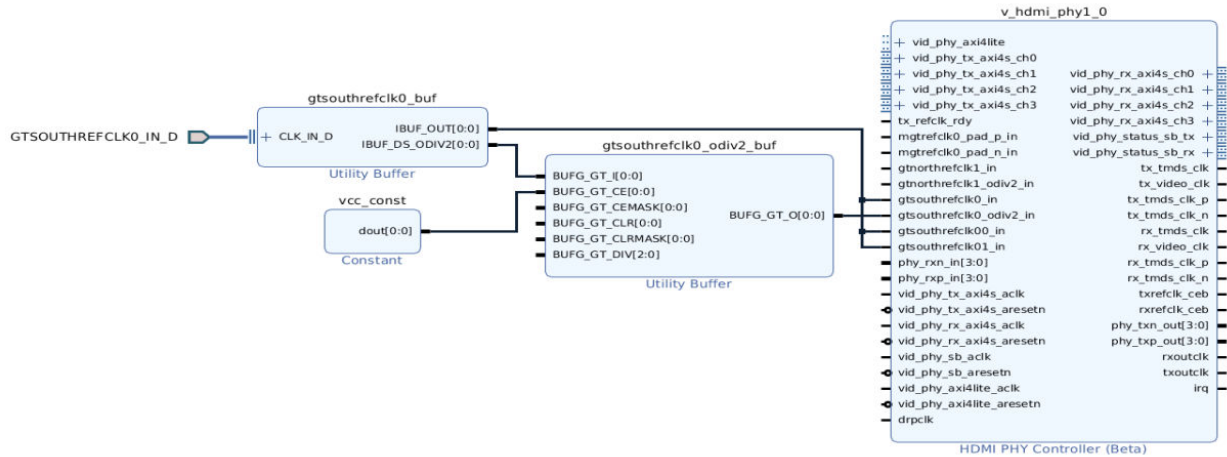 GTSOUTHREFCLK0_IN_D
gtsouthrefclk0_buf
CLK_IN_D
IBUF_OUT[0:0]
IBUF_DS_ODIV2[0:0]
Utility Buffer
vcc_const
dout[0:0]
Constant
gtsouthrefclk0_odiv2_buf
BUFG_GT_I[0:0]
BUFG_GT_CE[0:0]
BUFG_GT_CEMASK[0:0]
BUFG_GT_CLR[0:0]
BUFG_GT_CLRMASK[0:0]
BUFG_GT_DIV[2:0]
BUFG_GT_O[0:0]
Utility Buffer
v_hdmi_phy1_0
vid_phy_axi4lite
vid_phy_tx_axi4s_ch0
vid_phy_tx_axi4s_ch1
vid_phy_tx_axi4s_ch2
vid_phy_tx_axi4s_ch3
tx_refclk_rdy
mgtrefclk0_pad_p_in
mgtrefclk0_pad_n_in
gtnorthrefclk1_in
gtnorthrefclk1_odiv2_in
gtsouthrefclk0_in
gtsouthrefclk0_odiv2_in
gtsouthrefclk00_in
gtsouthrefclk01_in
phy_rxn_in[3:0]
phy_rxp_in[3:0]
vid_phy_tx_axi4s_aclk
vid_phy_tx_axi4s_aresetn
vid_phy_rx_axi4s_aclk
vid_phy_rx_axi4s_aresetn
vid_phy_sb_aclk
vid_phy_sb_aresetn
vid_phy_axi4lite_aclk
vid_phy_axi4lite_aresetn
drpclk
vid_phy_rx_axi4s_ch0
vid_phy_rx_axi4s_ch1
vid_phy_rx_axi4s_ch2
vid_phy_rx_axi4s_ch3
vid_phy_status_sb_tx
vid_phy_status_sb_rx
tx_tmds_clk
tx_video_clk
tx_tmds_clk_p
tx_tmds_clk_n
rx_tmds_clk
rx_video_clk
rx_tmds_clk_p
rx_tmds_clk_n
txrefclk_ceb
rxrefclk_ceb
phy_txn_out[3:0]
phy_txp_out[3:0]
rxoutclk
txoutclk
irq
HDMI PHY Controller (Beta)